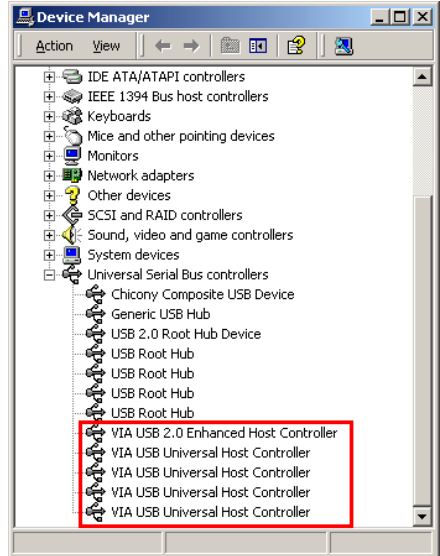 Device Manager
Action View
IDE ATA/ATAPI controllers
IEEE 1394 Bus host controllers
Keyboards
Mice and other pointing devices
Monitors
Network adapters
Other devices
SCSI and RAID controllers
Sound, video and game controllers
System devices
Universal Serial Bus controllers
Chicony Composite USB Device
Generic USB Hub
USB 2.0 Root Hub Device
USB Root Hub
USB Root Hub
USB Root Hub
USB Root Hub
VIA USB 2.0 Enhanced Host Controller
VIA USB Universal Host Controller
VIA USB Universal Host Controller
VIA USB Universal Host Controller
VIA USB Universal Host Controller